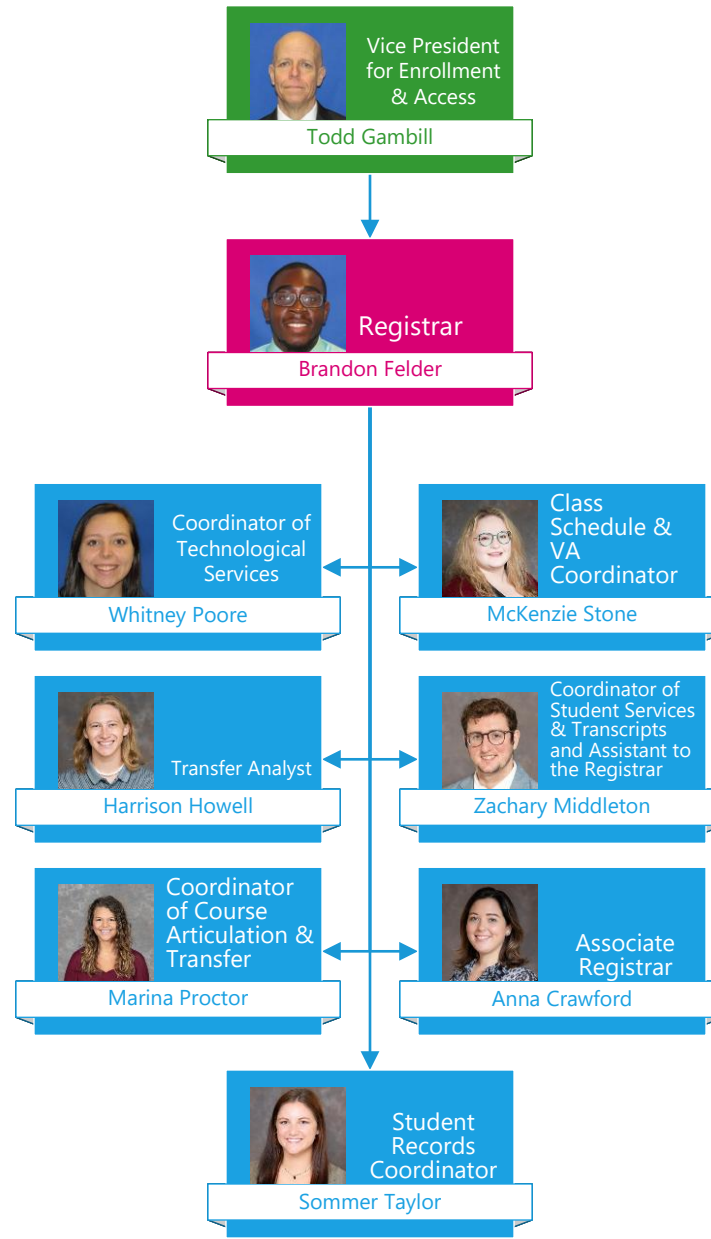 Vice President
for Enrollment
& Access
Todd Gambill
Registrar
Brandon Felder
Coordinator of
Technological
Services
Whitney Poore
Class
Schedule &
VA
Coordinator
McKenzie Stone
Transfer Analyst
Harrison Howell
Coordinator of
Student Services
& Transcripts
and Assistant to
the Registrar
Zachary Middleton
Coordinator
of Course
Articulation &
Transfer
Marina Proctor
Associate
Registrar
Anna Crawford
Student
Records
Coordinator
Sommer Taylor